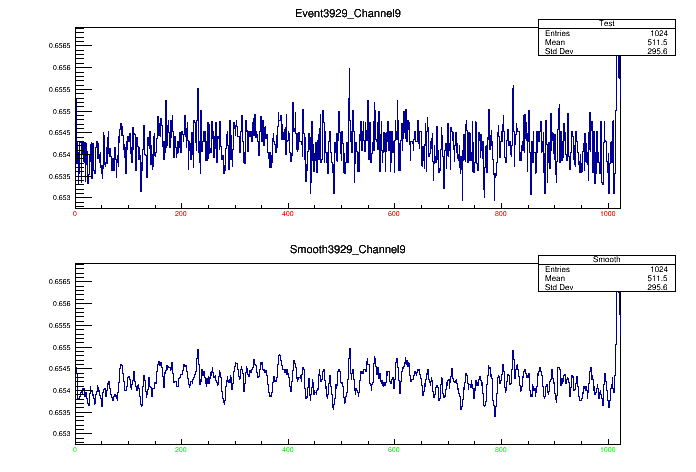 Event3929_Channel9
Test
Entries 1024
Mean 511.5
Std Dev 295.6
0.6565
0.656
0.6555
0.655
0.6545
0.654
0.6535
0.653
0 200 400 600 800 1000
Smooth3929_Channel9
Smooth
Entries 1024
Mean 511.5
Std Dev 295.6
0.6565
0.656
0.6555
0.655
0.6545
0.654
0.6535
0.653
0 200 400 600 800 1000